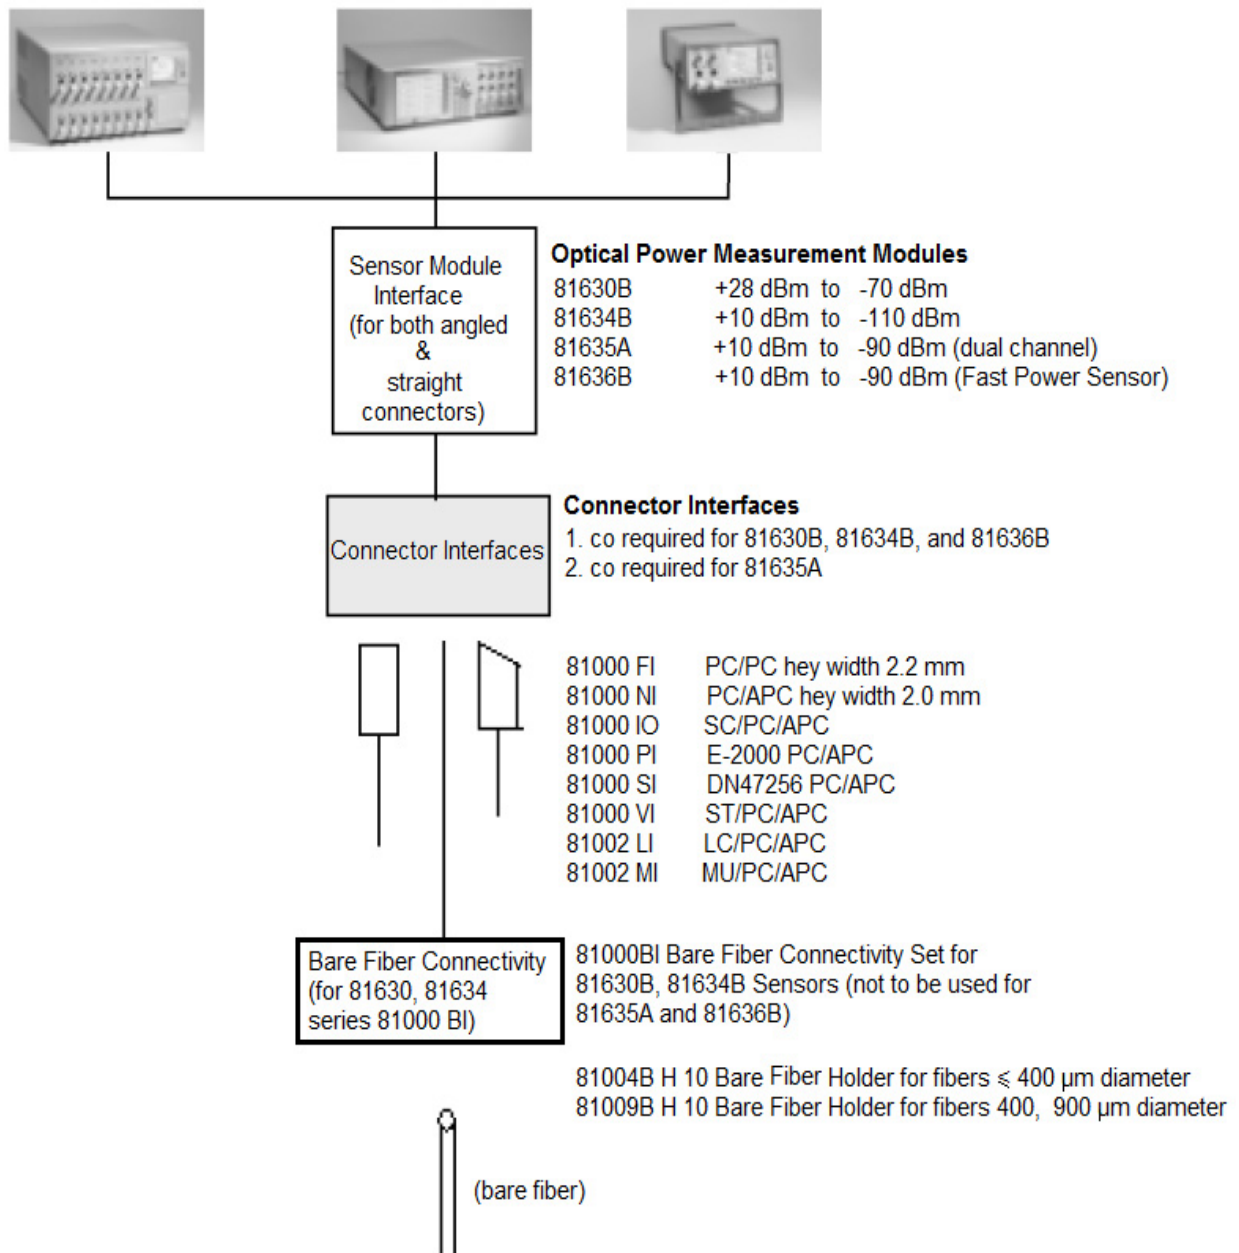 Sensor Module
Interface
(for both angled
&
straight
connectors)
Optical Power Measurement Modules
81630B +28 dBm to -70 dBm
81634B +10 dBm to -110 dBm
81635A +10 dBm to -90 dBm (dual channel)
81636B +10 dBm to -90 dBm (Fast Power Sensor)
Connector Interfaces
Connector Interfaces
1. co required for 81630B, 81634B, and 81636B
2. co required for 81635A
81000 FI PC/PC hey width 2.2 mm
81000 NI PC/APC hey width 2.0 mm
81000 IO SC/PC/APC
81000 PI E-2000 PC/APC
81000 SI DN47256 PC/APC
81000 VI ST/PC/APC
81002 LI LC/PC/APC
81002 MI MU/PC/APC
Bare Fiber Connectivity
(for 81630, 81634
series 81000 BI)
81000BI Bare Fiber Connectivity Set for
81630B, 81634B Sensors (not to be used for
81635A and 81636B)
81004B H 10 Bare Fiber Holder for fibers ⩽ 400 μm diameter
81009B H 10 Bare Fiber Holder for fibers 400, 900 μm diameter
(bare fiber)